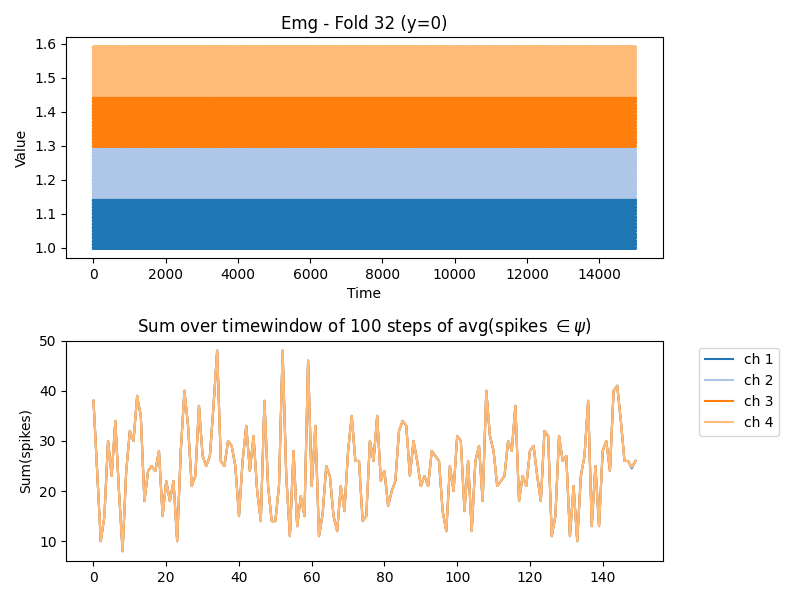 Emg - Fold 32 (y=0)
1.6
1.5
1.4
1.3
1.2
1.1
1.0
Value
0 2000 4000 6000 8000 10000 12000 14000
Time
Sum over timewindow of 100 steps of avg(spikes ∈ ψ)
50
40
30
20
10
Sum(spikes)
0 20 40 60 80 100 120 140
ch 1
ch 2
ch 3
ch 4